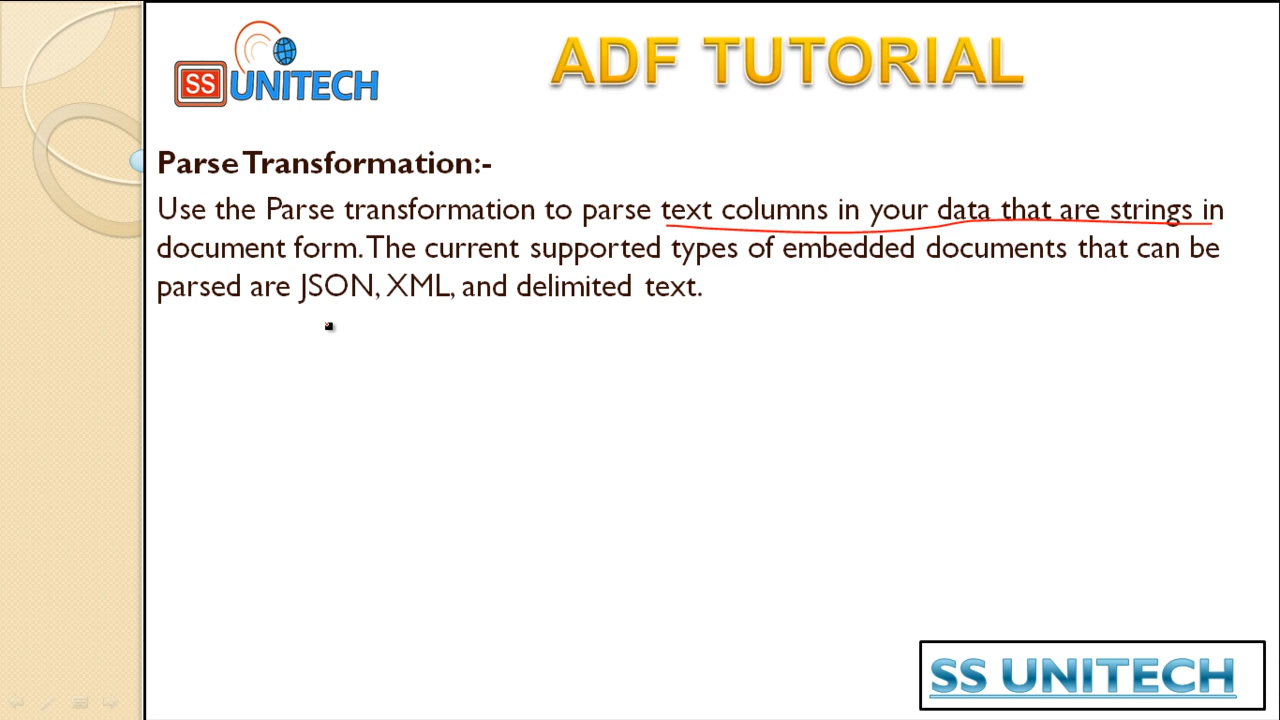 SS UNITECH
ADF TUTORIAL
Parse Transformation:-
Use the Parse transformation to parse text columns in your data that are strings in
document form. The current supported types of embedded documents that can be
parsed are JSON, XML, and delimited text.
SS UNITECH